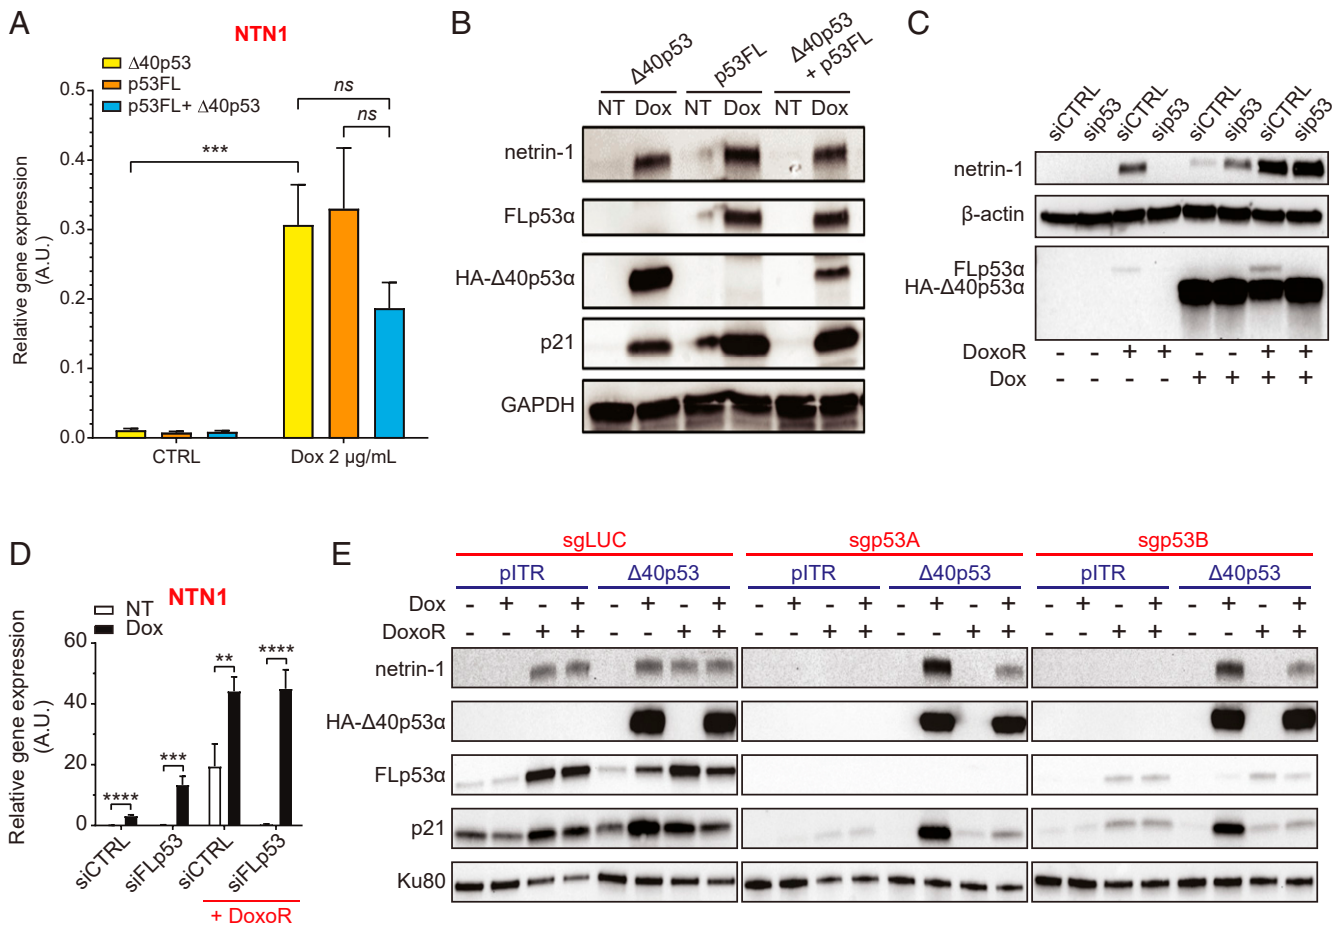 A
NTN1
Δ40p53
p53FL
p53FL+ Δ40p53
Relative gene expression
(A.U.)
0.5
0.4
0.3
0.2
0.1
0.0
***
ns
ns
CTRL
Dox 2 µg/mL
B
Δ40p53
p53FL
Δ40p53
+ p53FL
NT Dox NT Dox NT Dox
netrin-1
FLp53α
HA-Δ40p53α
p21
GAPDH
C
siCTRL sip53 siCTRL sip53 siCTRL sip53 siCTRL sip53
netrin-1
β-actin
FLp53α
HA-Δ40p53α
DoxoR - - + + - - + +
Dox - - - - + + + +
D
NTN1
NT
Dox
Relative gene expression
(A.U.)
60
40
20
0
****
***
**
****
siCTRL siFLp53 siCTRL siFLp53
+ DoxoR
E
sgLUC sgp53A sgp53B
pITR Δ40p53 pITR Δ40p53 pITR Δ40p53
Dox - + - + - + - + - + - + - + - + - + - + - + - +
DoxoR - - + + - - + + - - + + - - + + - - + + - - + +
netrin-1
HA-Δ40p53α
FLp53α
p21
Ku80